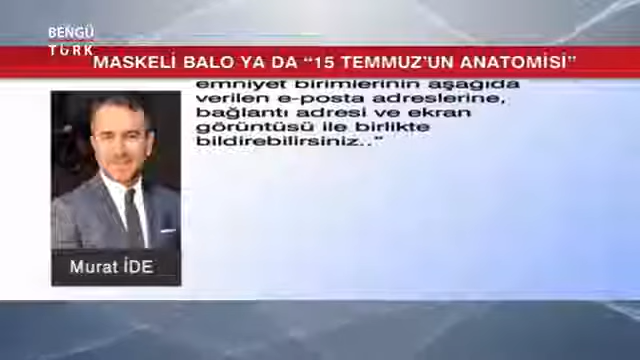 BENGÜ
TÜRK
MASKELİ BALO YA DA "15 TEMMUZ'UN ANATOMİSİ"
emniyet birimlerinin aşağıda
verilen e-posta adreslerine,
bağlantı adresi ve ekran
görüntüsü ile birlikte
bildirebilirsiniz.."
Murat İDE